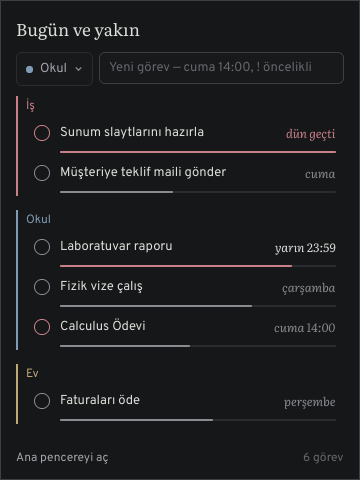 Bugün ve yakın
Okul
Yeni görev — cuma 14:00, ! öncelikli
İş
Sunum slaytlarını hazırla dün geçti
Müşteriye teklif maili gönder cuma
Okul
Laboratuvar raporu yarın 23:59
Fizik vize çalış çarşamba
Calculus Ödevi cuma 14:00
Ev
Faturaları öde perşembe
Ana pencereyi aç 6 görev